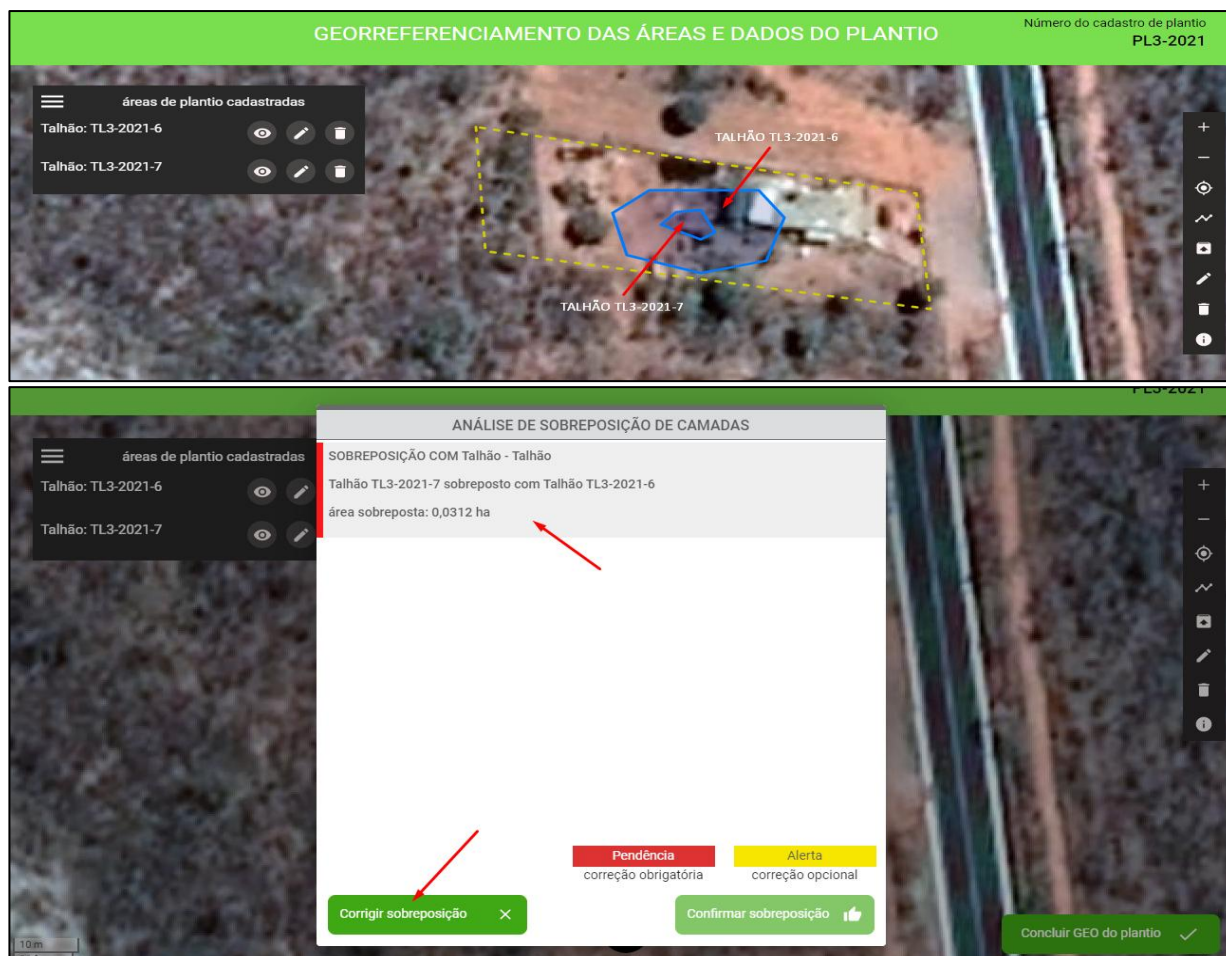 GEORREFERENCIAMENTO DAS ÁREAS E DADOS DO PLANTIO
Número do cadastro de plantio
PL3-2021
áreas de plantio cadastradas
Talhão: TL3-2021-6
Talhão: TL3-2021-7
TALHÃO TL3-2021-6
TALHÃO TL3-2021-7
PL3-2021
áreas de plantio cadastradas
Talhão: TL3-2021-6
Talhão: TL3-2021-7
ANÁLISE DE SOBREPOSIÇÃO DE CAMADAS
SOBREPOSIÇÃO COM Talhão - Talhão
Talhão TL3-2021-7 sobreposto com Talhão TL3-2021-6
área sobreposta: 0,0312 ha
Pendência
correção obrigatória
Alerta
correção opcional
Corrigir sobreposição
Confirmar sobreposição
Concluir GEO do plantio
10 m